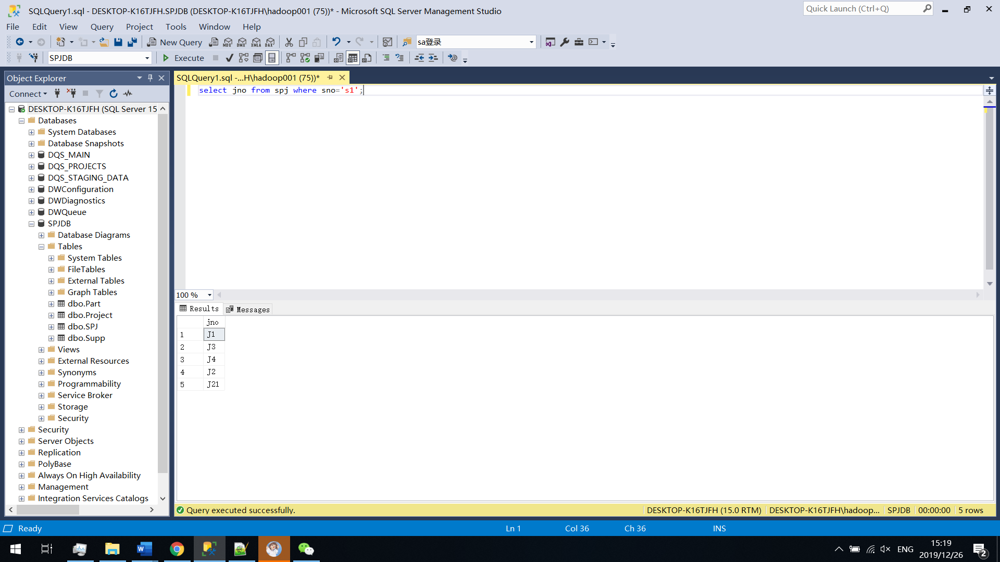 SQLQuery1.sql - DESKTOP-K16TJFH.SPJDB (DESKTOP-K16TJFH\hadoop001 (75))* - Microsoft SQL Server Management Studio
Quick Launch (Ctrl+Q)
File Edit View Query Project Tools Window Help
New Query MDX DMX XMLA DAX sa登录
SPJDB Execute
Object Explorer
SQLQuery1.sql -...H\hadoop001 (75))*
Connect
select jno from spj where sno='s1';
DESKTOP-K16TJFH (SQL Server 15
Databases
System Databases
Database Snapshots
DQS_MAIN
DQS_PROJECTS
DQS_STAGING_DATA
DWConfiguration
DWDiagnostics
DWQueue
SPJDB
Database Diagrams
Tables
System Tables
FileTables
External Tables
Graph Tables
dbo.Part
dbo.Project
dbo.SPJ
dbo.Supp
Views
External Resources
Synonyms
Programmability
Service Broker
Storage
Security
Security
Server Objects
Replication
PolyBase
Always On High Availability
Management
Integration Services Catalogs
100 %
Results Messages
jno
1 J1
2 J3
3 J4
4 J2
5 J21
Query executed successfully.
DESKTOP-K16TJFH (15.0 RTM) DESKTOP-K16TJFH\hadoop... SPJDB 00:00:00 5 rows
Ready Ln 1 Col 36 Ch 36 INS
ENG
15:19
2019/12/26
2